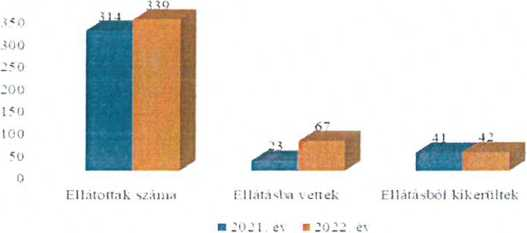 350
300
250
200
150
100
50
0
314
339
23
67
41
42
Ellátottak száma
Ellátásba vettek
Ellátásból kikerültek
2021. év
2022. év